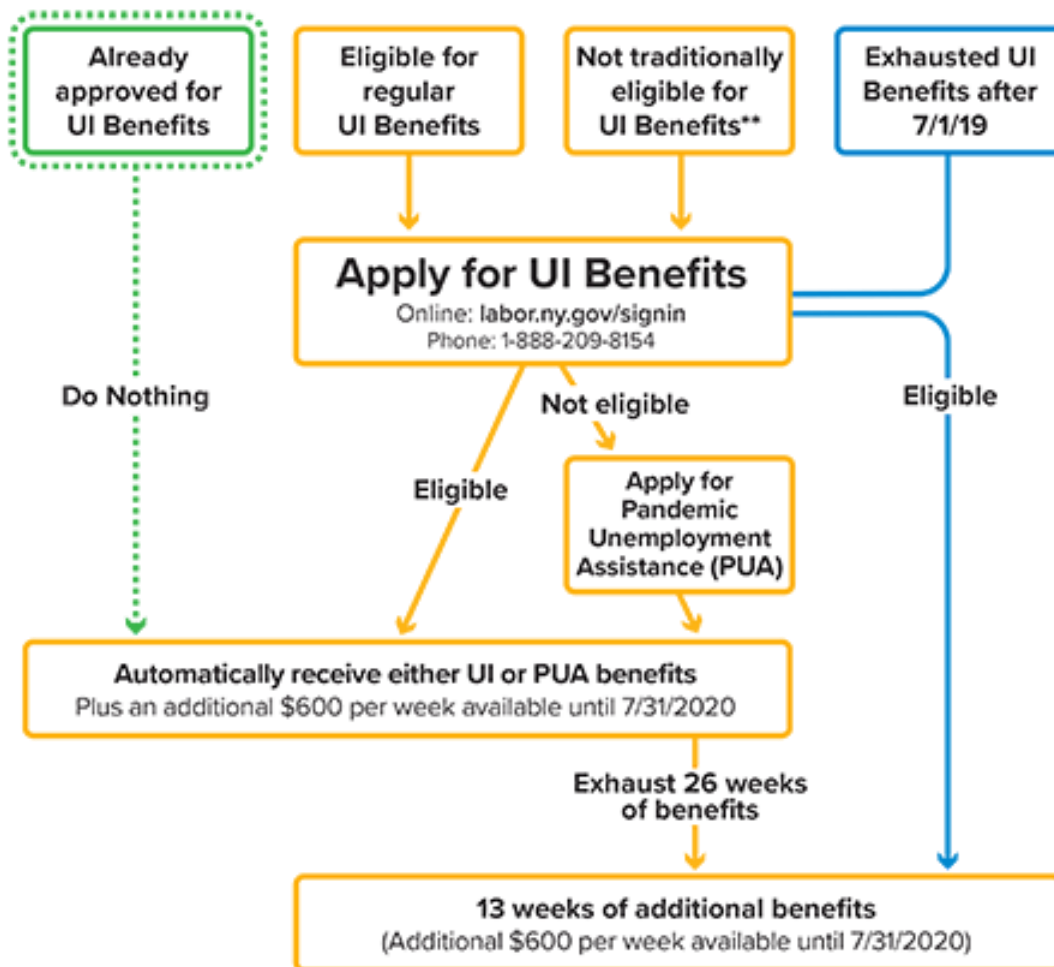 Already
approved for
UI Benefits
Eligible for
regular
UI Benefits
Not traditionally
eligible for
UI Benefits**
Exhausted UI
Benefits after
7/1/19
Apply for UI Benefits
Online: labor.ny.gov/signin
Phone: 1-888-209-8154
Do Nothing
Not eligible
Eligible
Eligible
Apply for
Pandemic
Unemployment
Assistance (PUA)
Automatically receive either UI or PUA benefits
Plus an additional $600 per week available until 7/31/2020
Exhaust 26 weeks
of benefits
13 weeks of additional benefits
(Additional $600 per week available until 7/31/2020)